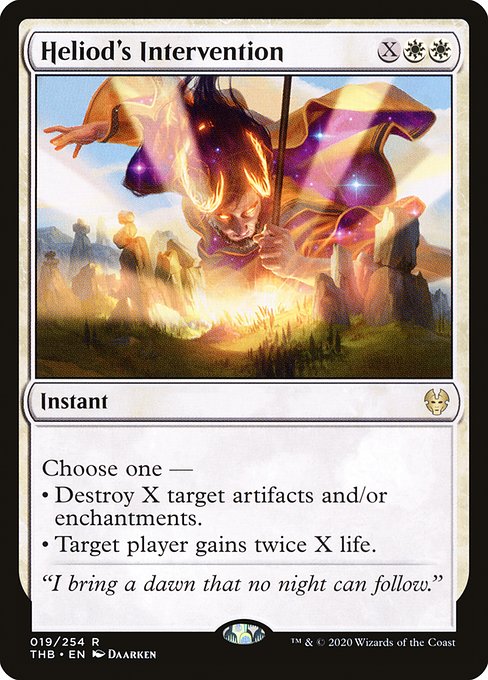 Heliod's Intervention X
Instant
Choose one —
• Destroy X target artifacts and/or
enchantments.
• Target player gains twice X life.
“I bring a dawn that no night can follow.”
019/254 R
THB • EN DAARKEN
™ & © 2020 Wizards of the Coast